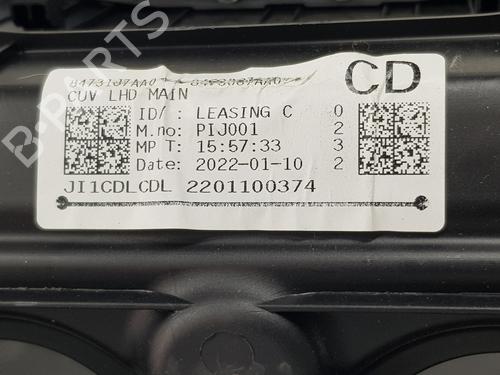 CD
CUV LHD MAIN
ID/ : LEASING C 0
M.no: PIJ001 2
MP T: 15:57:33 3
Date: 2022-01-10 2
JI1CDLCDL 2201100374
B-PARTS